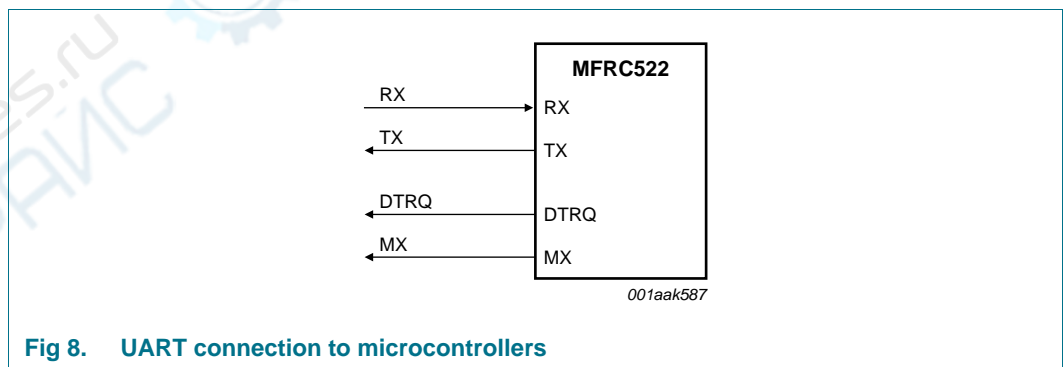 MFRC522
RX
RX
TX
TX
DTRQ
DTRQ
MX
MX
001aak587
Fig 8. UART connection to microcontrollers